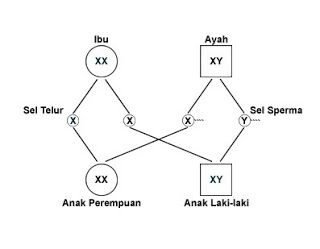 Ibu Ayah
XX XY
Sel Telur X X X Y Sel Sperma
XX XY
Anak Perempuan Anak Laki-laki